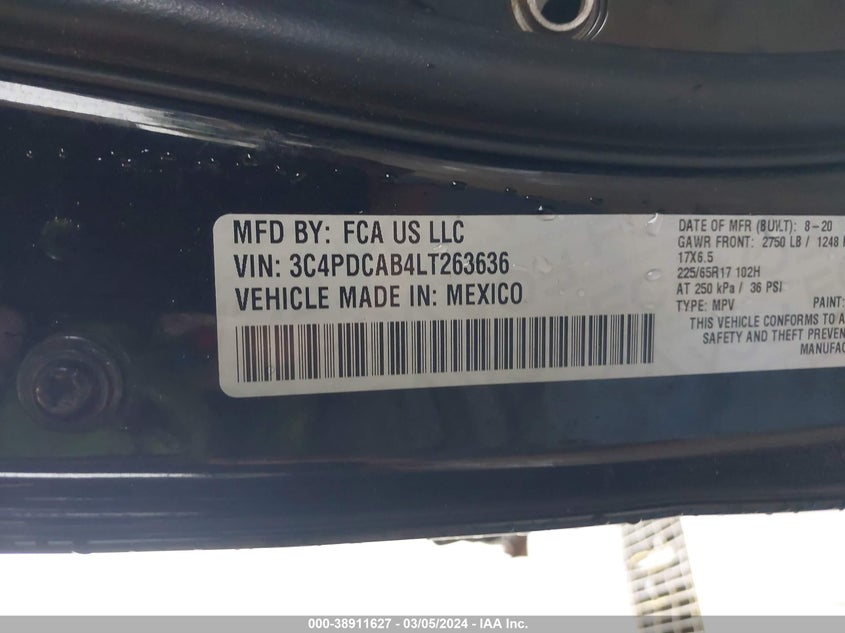 MFD BY: FCA US LLC
VIN: 3C4PDCAB4LT263636
VEHICLE MADE IN: MEXICO
DATE OF MFR (BUILT): 8-20
GAWR FRONT: 2750 LB / 1248
17X6.5
225/65R17 102H
AT 250 kPa / 36 PSI
TYPE: MPV PAINT:
THIS VEHICLE CONFORMS TO A
SAFETY AND THEFT PREVEN
MANUFAC
000-38911627 - 03/05/2024 - IAA Inc.